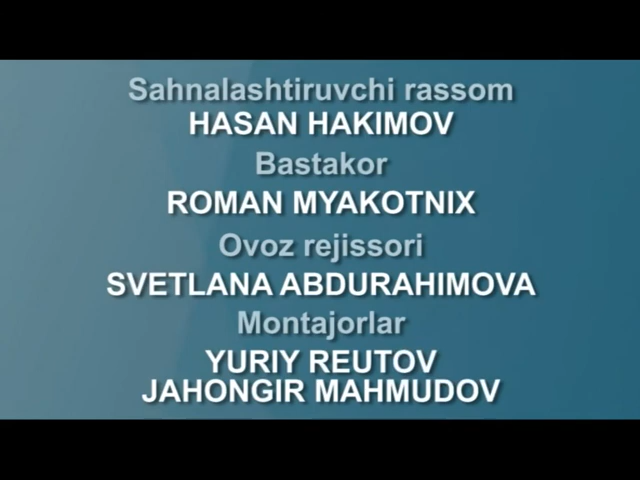 Sahnalashtiruvchi rassom
HASAN HAKIMOV
Bastakor
ROMAN MYAKOTNIX
Ovoz rejissori
SVETLANA ABDURAHIMOVA
Montajorlar
YURIY REUTOV
JAHONGIR MAHMUDOV